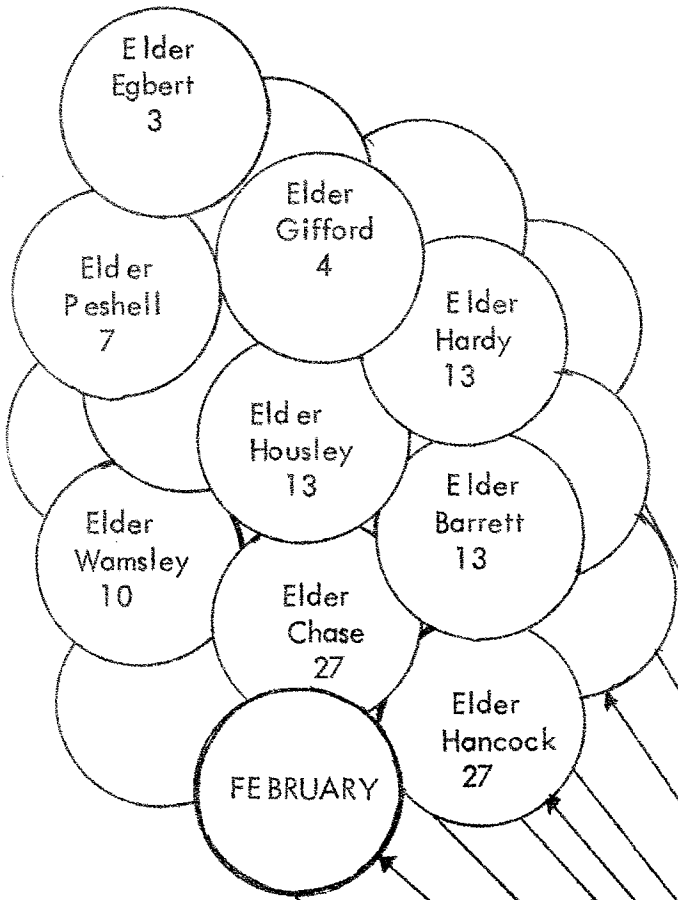 Elder
Egbert
3
Elder
Gifford
4
Elder
Peshell
7
Elder
Hardy
13
Elder
Housley
13
Elder
Barrett
13
Elder
Wamsley
10
Elder
Chase
27
Elder
Hancock
27
FEBRUARY